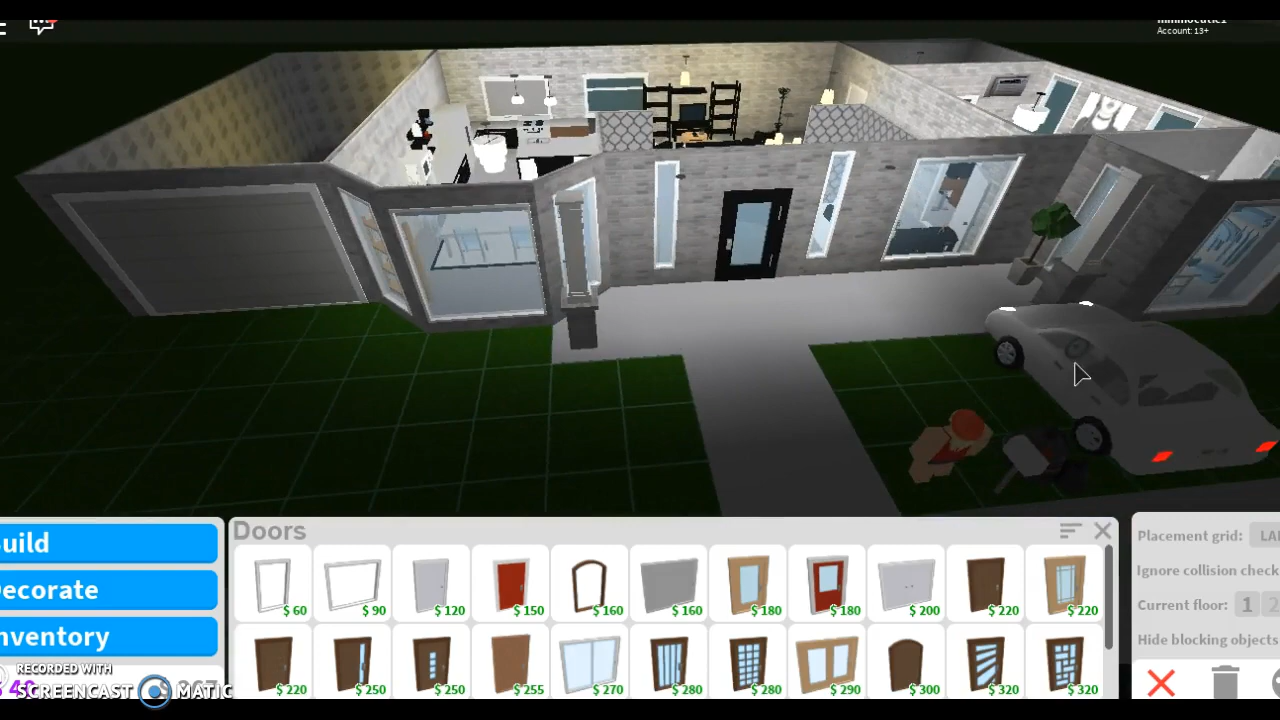 Account: 13+
Doors
uild
ecorate
nventory
$ 60
$ 90
$ 120
$ 150
$ 160
$ 160
$ 180
$ 180
$ 200
$ 220
$ 220
$ 220
$ 250
$ 250
$ 255
$ 270
$ 280
$ 280
$ 290
$ 300
$ 320
$ 320
Placement grid:
Ignore collision check
Current floor: 1 2
Hide blocking objects
RECORDED WITH
SCREENCAST MATIC